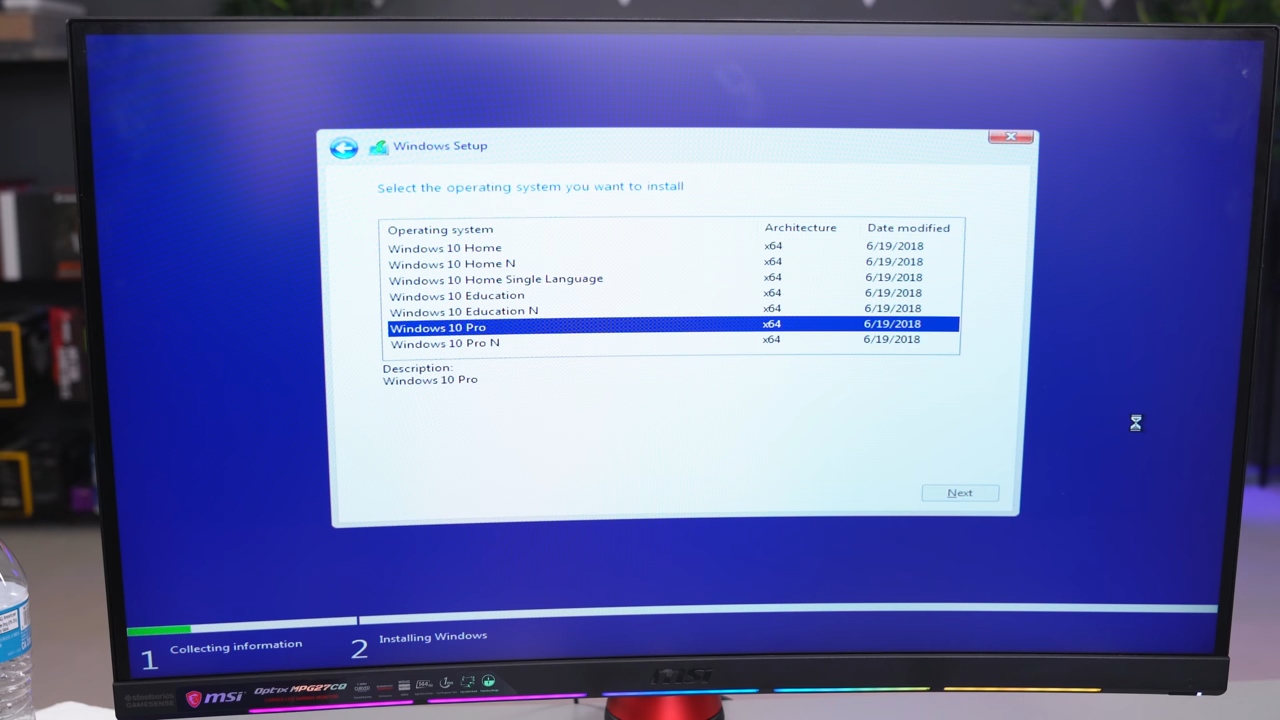 Windows Setup
Select the operating system you want to install
Operating system Architecture Date modified
Windows 10 Home x64 6/19/2018
Windows 10 Home N x64 6/19/2018
Windows 10 Home Single Language x64 6/19/2018
Windows 10 Education x64 6/19/2018
Windows 10 Education N x64 6/19/2018
Windows 10 Pro x64 6/19/2018
Windows 10 Pro N x64 6/19/2018
Description:
Windows 10 Pro
Next
1 Collecting information 2 Installing Windows
msi
steelseries
GAMESENSE
msi Optix MPG27CQ